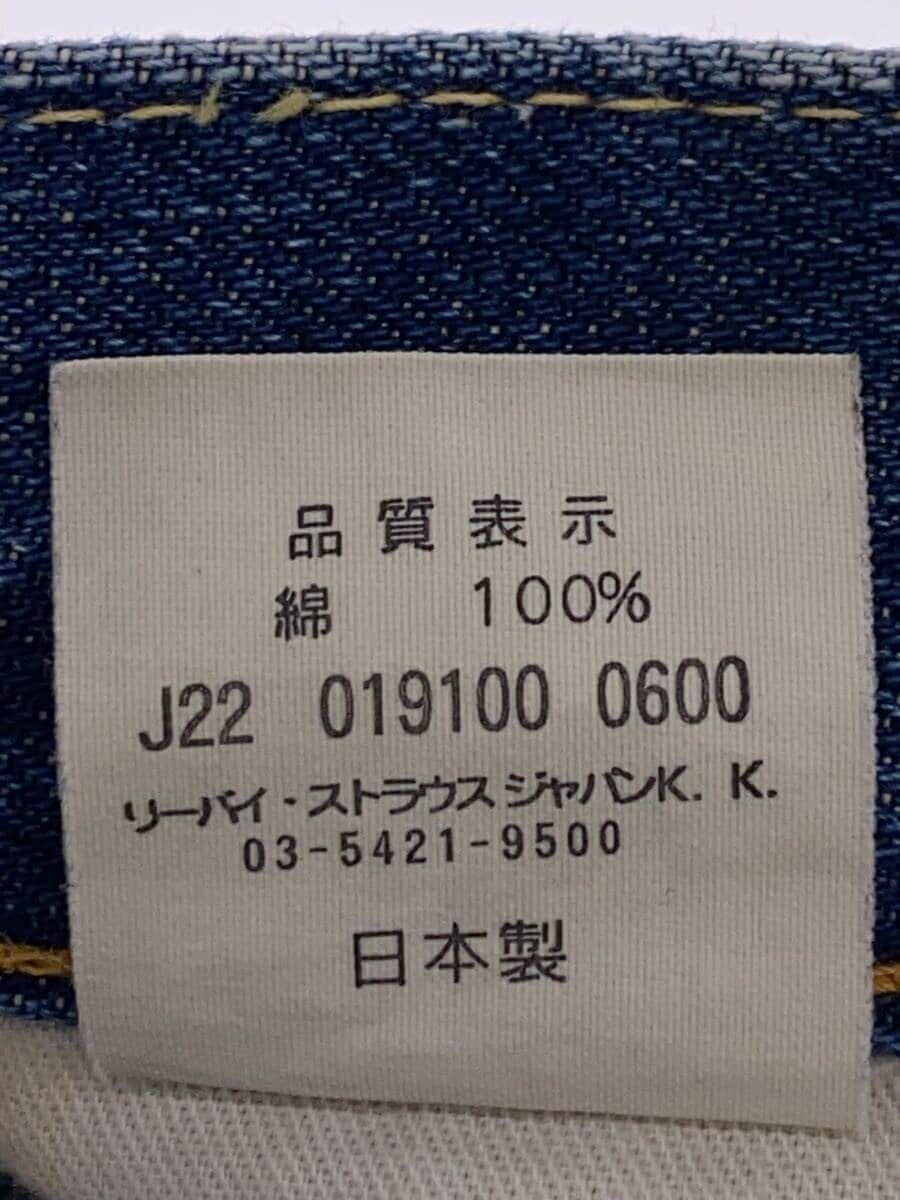 品質表示
綿 100%
J22 019100 0600
リーバイ・ストラウス ジャパンK. K.
03-5421-9500
日本製